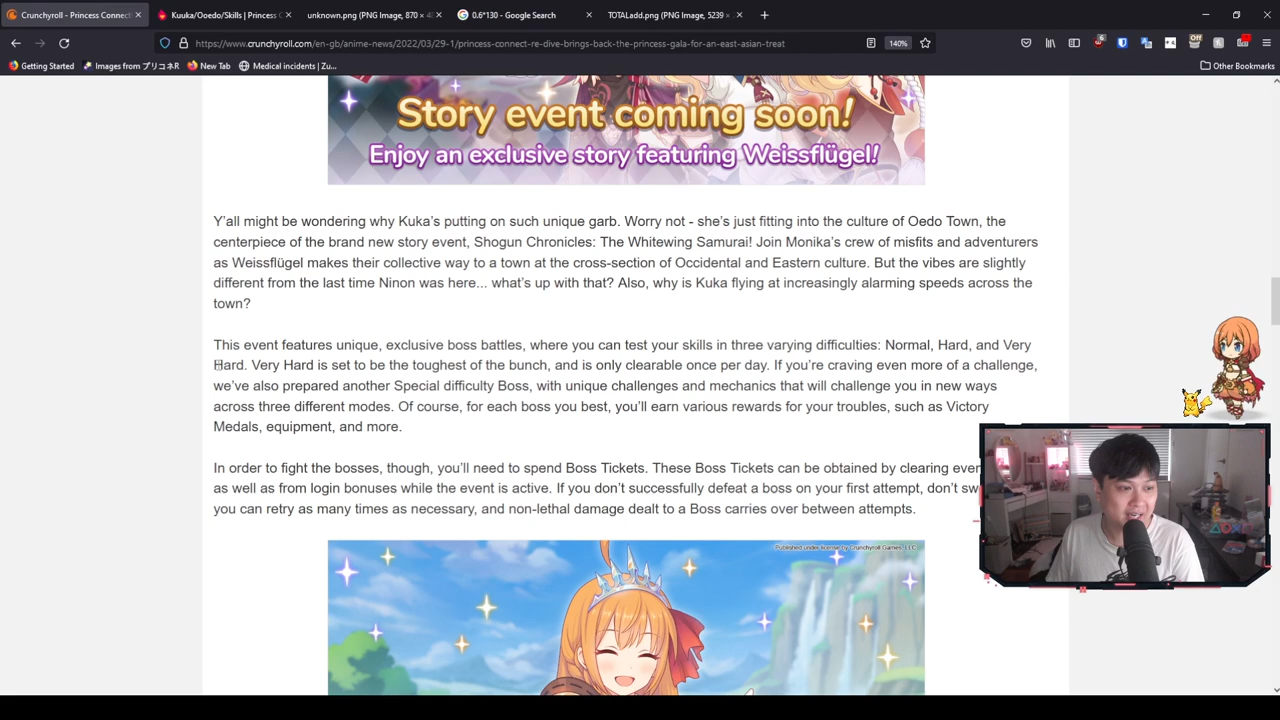 Crunchyroll - Princess Connect
Kuuka/Ooedo/Skills | Princess C
unknown.png (PNG Image, 870 × 4
0.6*130 - Google Search
TOTALadd.png (PNG Image, 5239 ×
https://www.crunchyroll.com/en-gb/anime-news/2022/03/29-1/princess-connect-re-dive-brings-back-the-princess-gala-for-an-east-asian-treat
140%
6
Off
Getting Started
Images from プリコネR
New Tab
Medical incidents | Zu...
Other Bookmarks
Story event coming soon!
Enjoy an exclusive story featuring Weissflügel!
Y'all might be wondering why Kuka's putting on such unique garb. Worry not - she's just fitting into the culture of Oedo Town, the
centerpiece of the brand new story event, Shogun Chronicles: The Whitewing Samurai! Join Monika's crew of misfits and adventurers
as Weissflügel makes their collective way to a town at the cross-section of Occidental and Eastern culture. But the vibes are slightly
different from the last time Ninon was here... what's up with that? Also, why is Kuka flying at increasingly alarming speeds across the
town?
This event features unique, exclusive boss battles, where you can test your skills in three varying difficulties: Normal, Hard, and Very
Hard. Very Hard is set to be the toughest of the bunch, and is only clearable once per day. If you're craving even more of a challenge,
we've also prepared another Special difficulty Boss, with unique challenges and mechanics that will challenge you in new ways
across three different modes. Of course, for each boss you best, you'll earn various rewards for your troubles, such as Victory
Medals, equipment, and more.
In order to fight the bosses, though, you'll need to spend Boss Tickets. These Boss Tickets can be obtained by clearing even
as well as from login bonuses while the event is active. If you don't successfully defeat a boss on your first attempt, don't sw
you can retry as many times as necessary, and non-lethal damage dealt to a Boss carries over between attempts.
Published under license by Crunchyroll Games, LLC